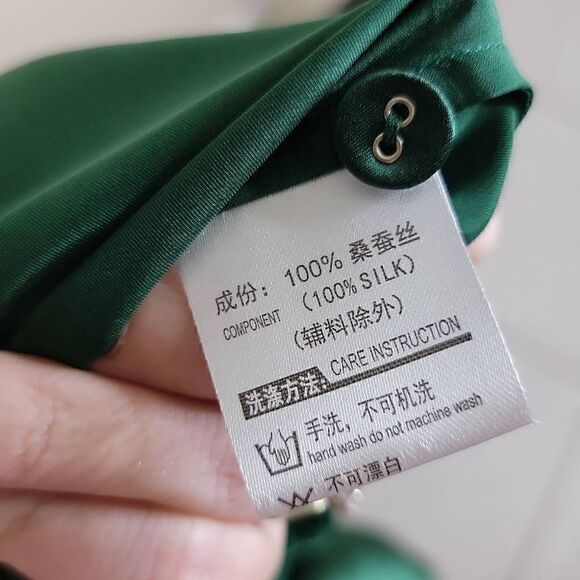 成份：100% 桑蚕丝
COMPONENT (100% SILK)
(辅料除外)
洗涤方法: CARE INSTRUCTION
手洗，不可机洗
hand wash do not machine wash
不可漂白